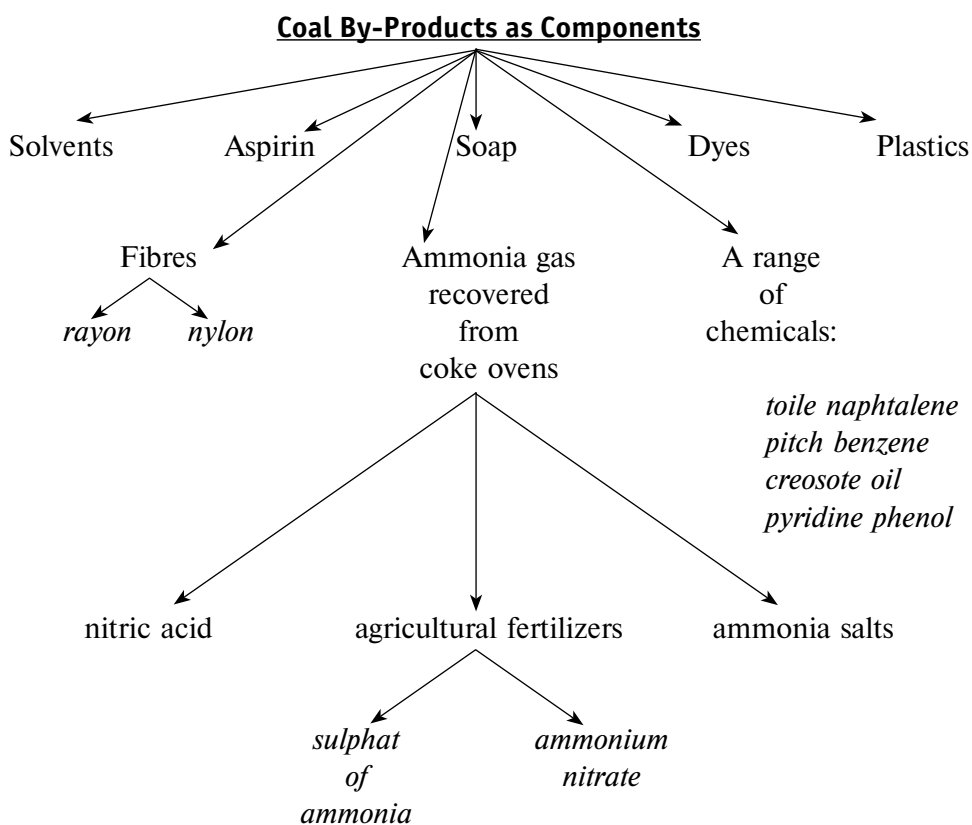 Coal By-Products as Components
Solvents
Aspirin
Soap
Dyes
Plastics
Fibres
rayon
nylon
Ammonia gas
recovered
from
coke ovens
A range
of
chemicals:
toile naphtalene
pitch benzene
creosote oil
pyridine phenol
nitric acid
agricultural fertilizers
ammonia salts
sulphat
of
ammonia
ammonium
nitrate